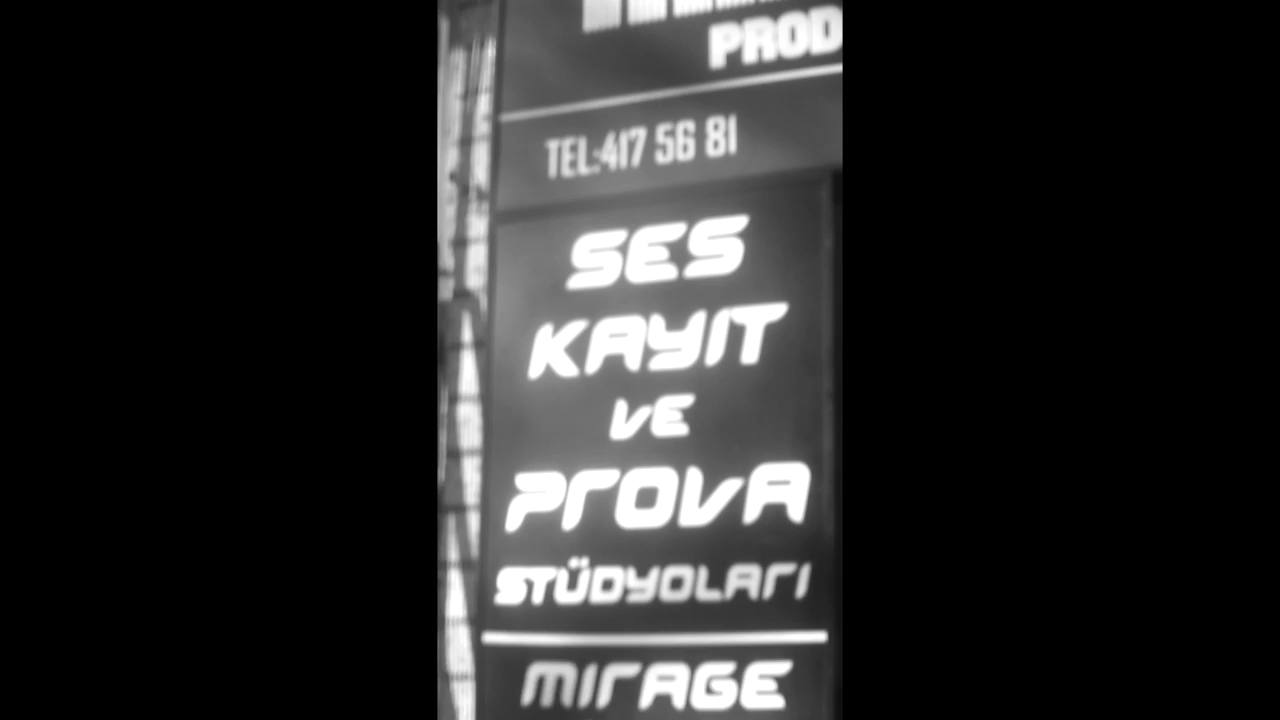 PROD
TEL:417 56 81
SES
KAYIT
VE
PROVA
STÜDYOLARI
MIRAGE